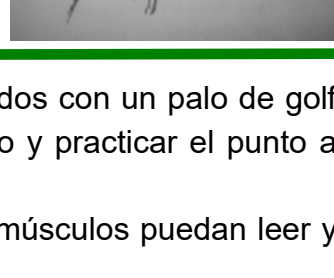 dos con un palo de golf
o y practicar el punto a
músculos puedan leer y